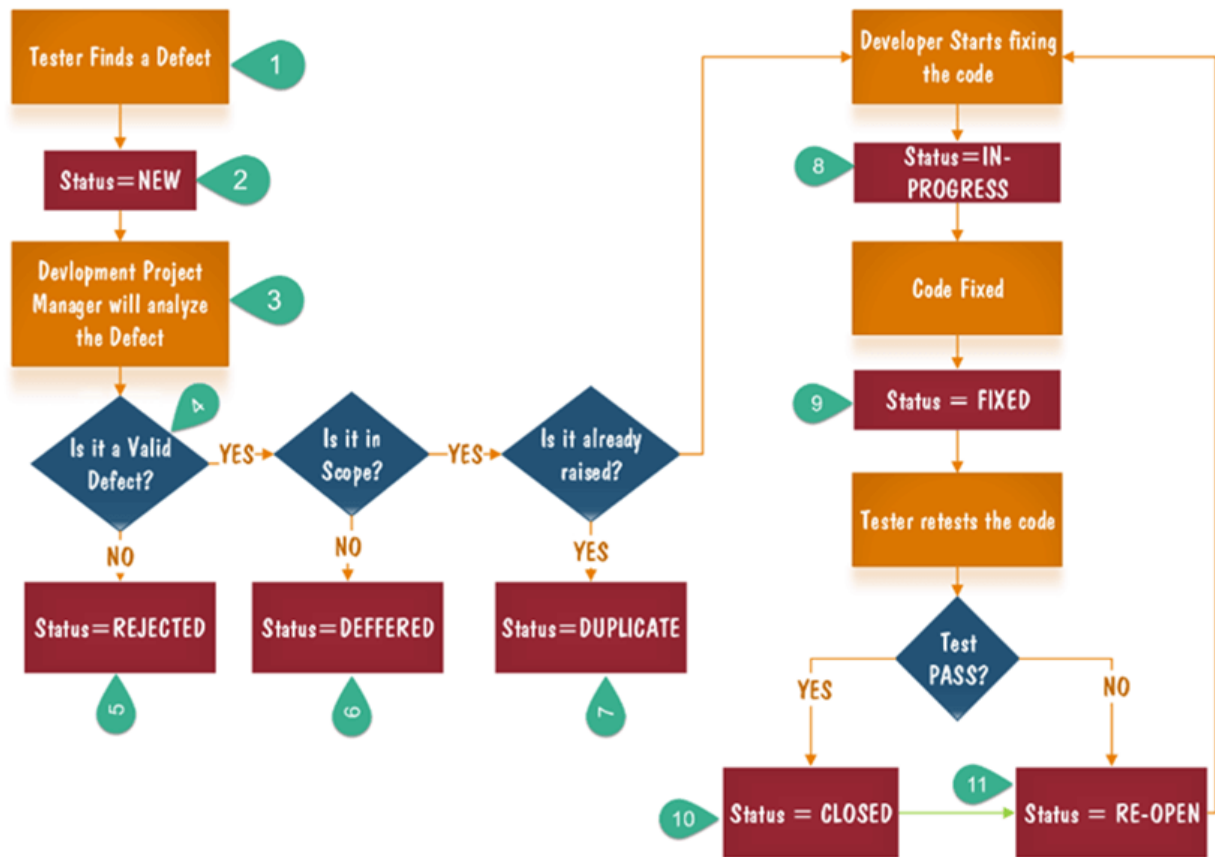 Tester Finds a Defect
1
Status=NEW
2
Devlopment Project
Manager will analyze
the Defect
3
4
Is it a Valid
Defect?
YES
NO
Status=REJECTED
5
Is it in
Scope?
YES
NO
Status=DEFFERED
6
Is it already
raised?
YES
Status=DUPLICATE
7
Developer Starts fixing
the code
8
Status=IN-
PROGRESS
Code Fixed
9
Status = FIXED
Tester retests the code
Test
PASS?
YES
NO
10
Status = CLOSED
11
Status = RE-OPEN